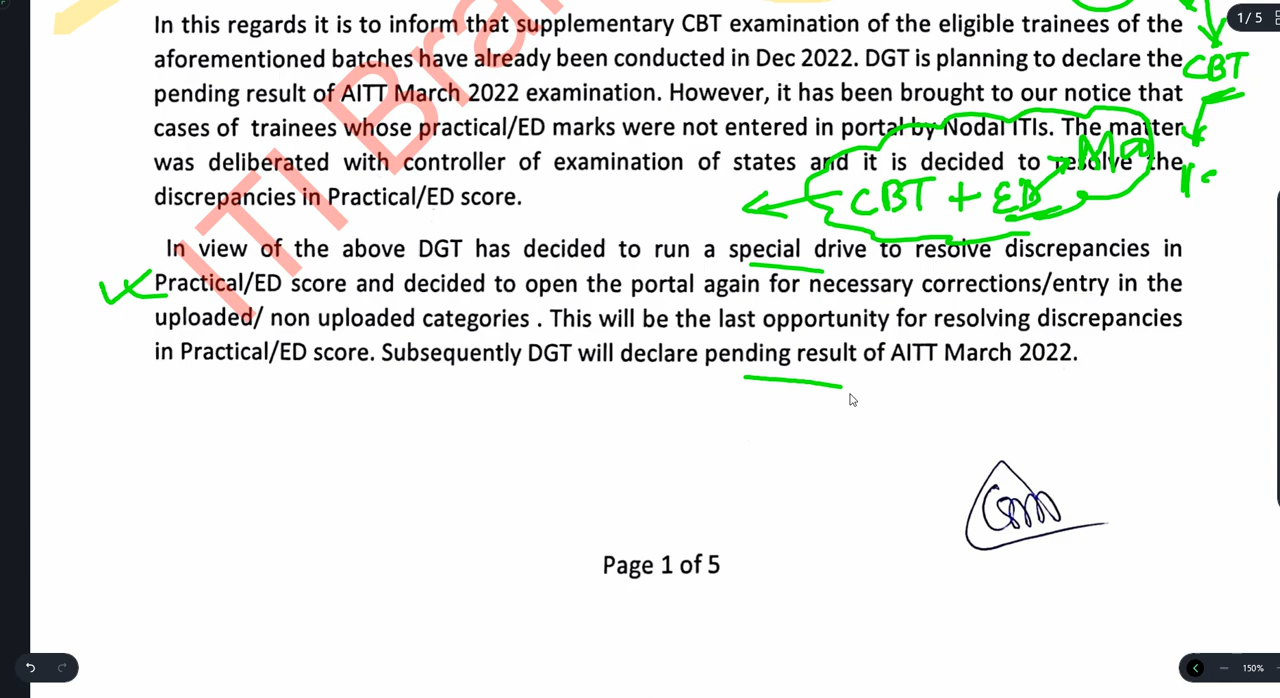 1 / 5
In this regards it is to inform that supplementary CBT examination of the eligible trainees of the
aforementioned batches have already been conducted in Dec 2022. DGT is planning to declare the
CBT
pending result of AITT March 2022 examination. However, it has been brought to our notice that
cases of trainees whose practical/ED marks were not entered in portal by Nodal ITIs. The matter
was deliberated with controller of examination of states and it is decided to resolve the
CBT + ED
discrepancies in Practical/ED score.
In view of the above DGT has decided to run a special drive to resolve discrepancies in
Practical/ED score and decided to open the portal again for necessary corrections/entry in the
uploaded/ non uploaded categories . This will be the last opportunity for resolving discrepancies
in Practical/ED score. Subsequently DGT will declare pending result of AITT March 2022.
ITI Bra
Page 1 of 5
150%